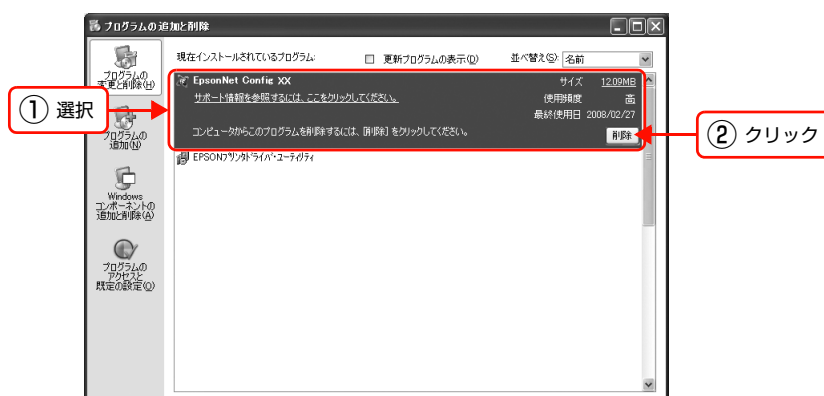 プログラムの追加と削除
現在インストールされているプログラム:
更新プログラムの表示(D)
並べ替え(S):
名前
プログラムの
変更と削除(H)
プログラムの
追加(N)
Windows
コンポーネントの
追加と削除(A)
プログラムの
アクセスと
既定の設定(O)
① 選択
EpsonNet Config XX
サイズ 12.09MB
サポート情報を参照するには、ここをクリックしてください。
使用頻度 高
最終使用日 2008/02/27
コンピュータからこのプログラムを削除するには、[削除] をクリックしてください。
削除
② クリック
EPSONプリンタドライバ・ユーティリティ